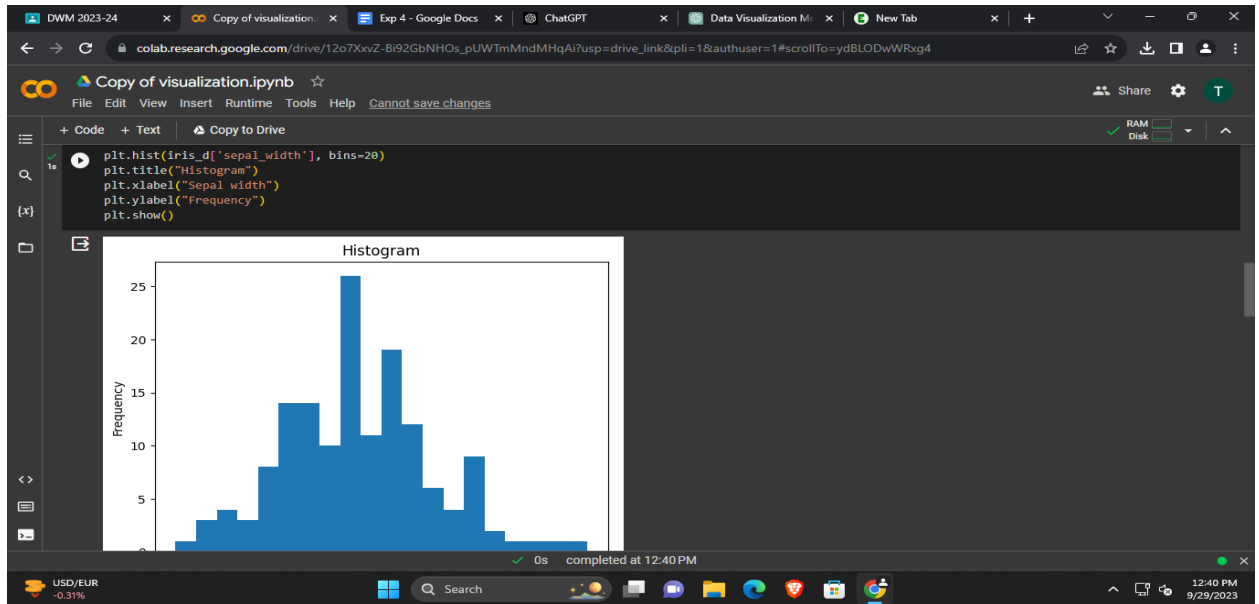 DWM 2023-24
Copy of visualization.
Exp 4 - Google Docs
ChatGPT
Data Visualization Me
New Tab
colab.research.google.com/drive/12o7XxvZ-Bi92GbNHOs_pUWTmMndMHqAi?usp=drive_link&pli=1&authuser=1#scrollTo=ydBLODwWRxg4
Copy of visualization.ipynb
Share
T
File Edit View Insert Runtime Tools Help Cannot save changes
+ Code + Text Copy to Drive
RAM
Disk
1s
plt.hist(iris_d['sepal_width'], bins=20)
plt.title("Histogram")
plt.xlabel("Sepal width")
plt.ylabel("Frequency")
plt.show()
{x}
Histogram
25
20
15
10
5
Frequency
0s completed at 12:40 PM
USD/EUR
-0.31%
Search
12:40 PM
9/29/2023